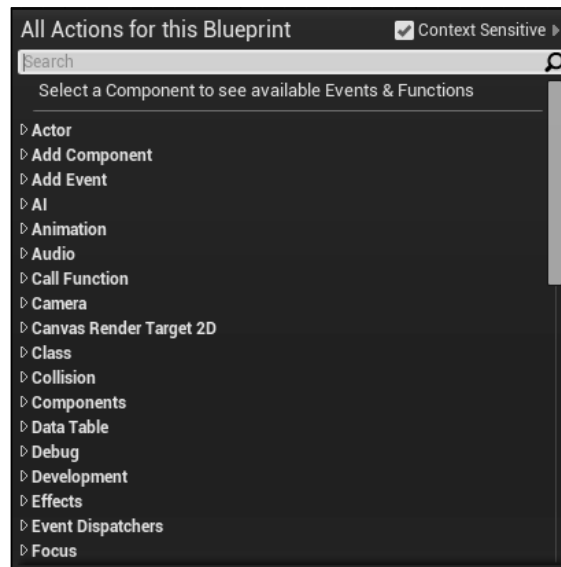 All Actions for this Blueprint Context Sensitive
Search
Select a Component to see available Events & Functions
Actor
Add Component
Add Event
AI
Animation
Audio
Call Function
Camera
Canvas Render Target 2D
Class
Collision
Components
Data Table
Debug
Development
Effects
Event Dispatchers
Focus